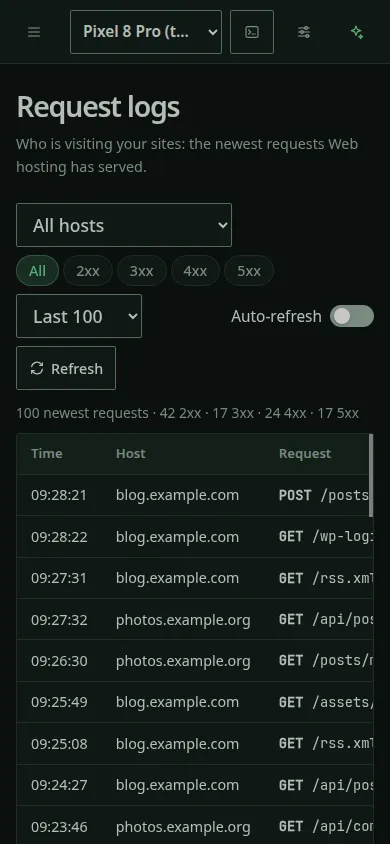 Pixel 8 Pro (t...
Request logs
Who is visiting your sites: the newest requests Web
hosting has served.
All hosts
All 2xx 3xx 4xx 5xx
Last 100 Auto-refresh
Refresh
100 newest requests · 42 2xx · 17 3xx · 24 4xx · 17 5xx
Time Host Request
09:28:21 blog.example.com POST /posts
09:28:22 blog.example.com GET /wp-logi
09:27:31 blog.example.com GET /rss.xml
09:27:32 photos.example.org GET /api/pos
09:26:30 photos.example.org GET /posts/
09:25:49 blog.example.com GET /assets/
09:25:08 blog.example.com GET /rss.xml
09:24:27 blog.example.com GET /api/pos
09:23:46 photos.example.org GET /api/com